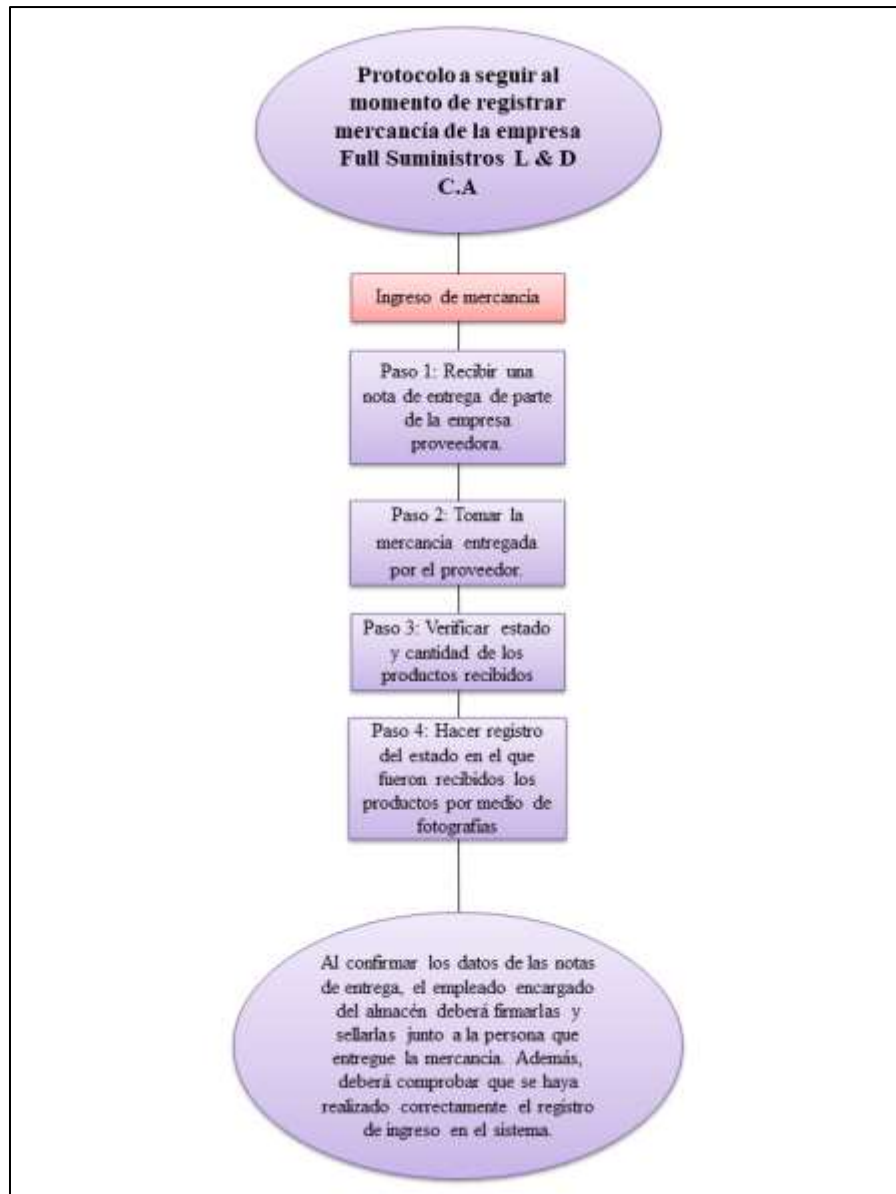 Protocolo a seguir al
momento de registrar
mercancía de la empresa
Full Suministros L & D
C.A
Ingreso de mercancia
Paso 1: Recibir una
nota de entrega de parte
de la empresa
proveedora.
Paso 2: Tomar la
mercancia entregada
por el proveedor.
Paso 3: Verificar estado
y cantidad de los
productos recibidos
Paso 4: Hacer registro
del estado en el que
fueron recibidos los
productos por medio de
fotografías
Al confirmar los datos de las notas
de entrega, el empleado encargado
del almacén deberá firmarlas y
sellarlas junto a la persona que
entregue la mercancia. Además,
deberá comprobar que se haya
realizado correctamente el registro
de ingreso en el sistema.